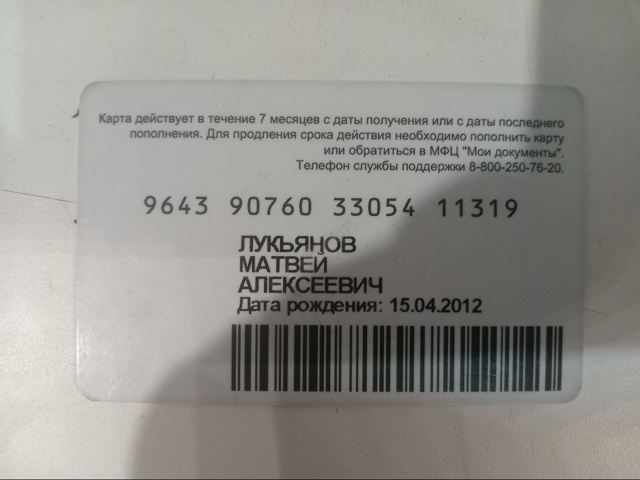 Карта действует в течение 7 месяцев с даты получения или с даты последнего
пополнения. Для продления срока действия необходимо пополнить карту
или обратиться в МФЦ "Мои документы".
Телефон службы поддержки 8-800-250-76-20.
9643 90760 33054 11319
ЛУКЬЯНОВ
МАТВЕЙ
АЛЕКСЕЕВИЧ
Дата рождения: 15.04.2012